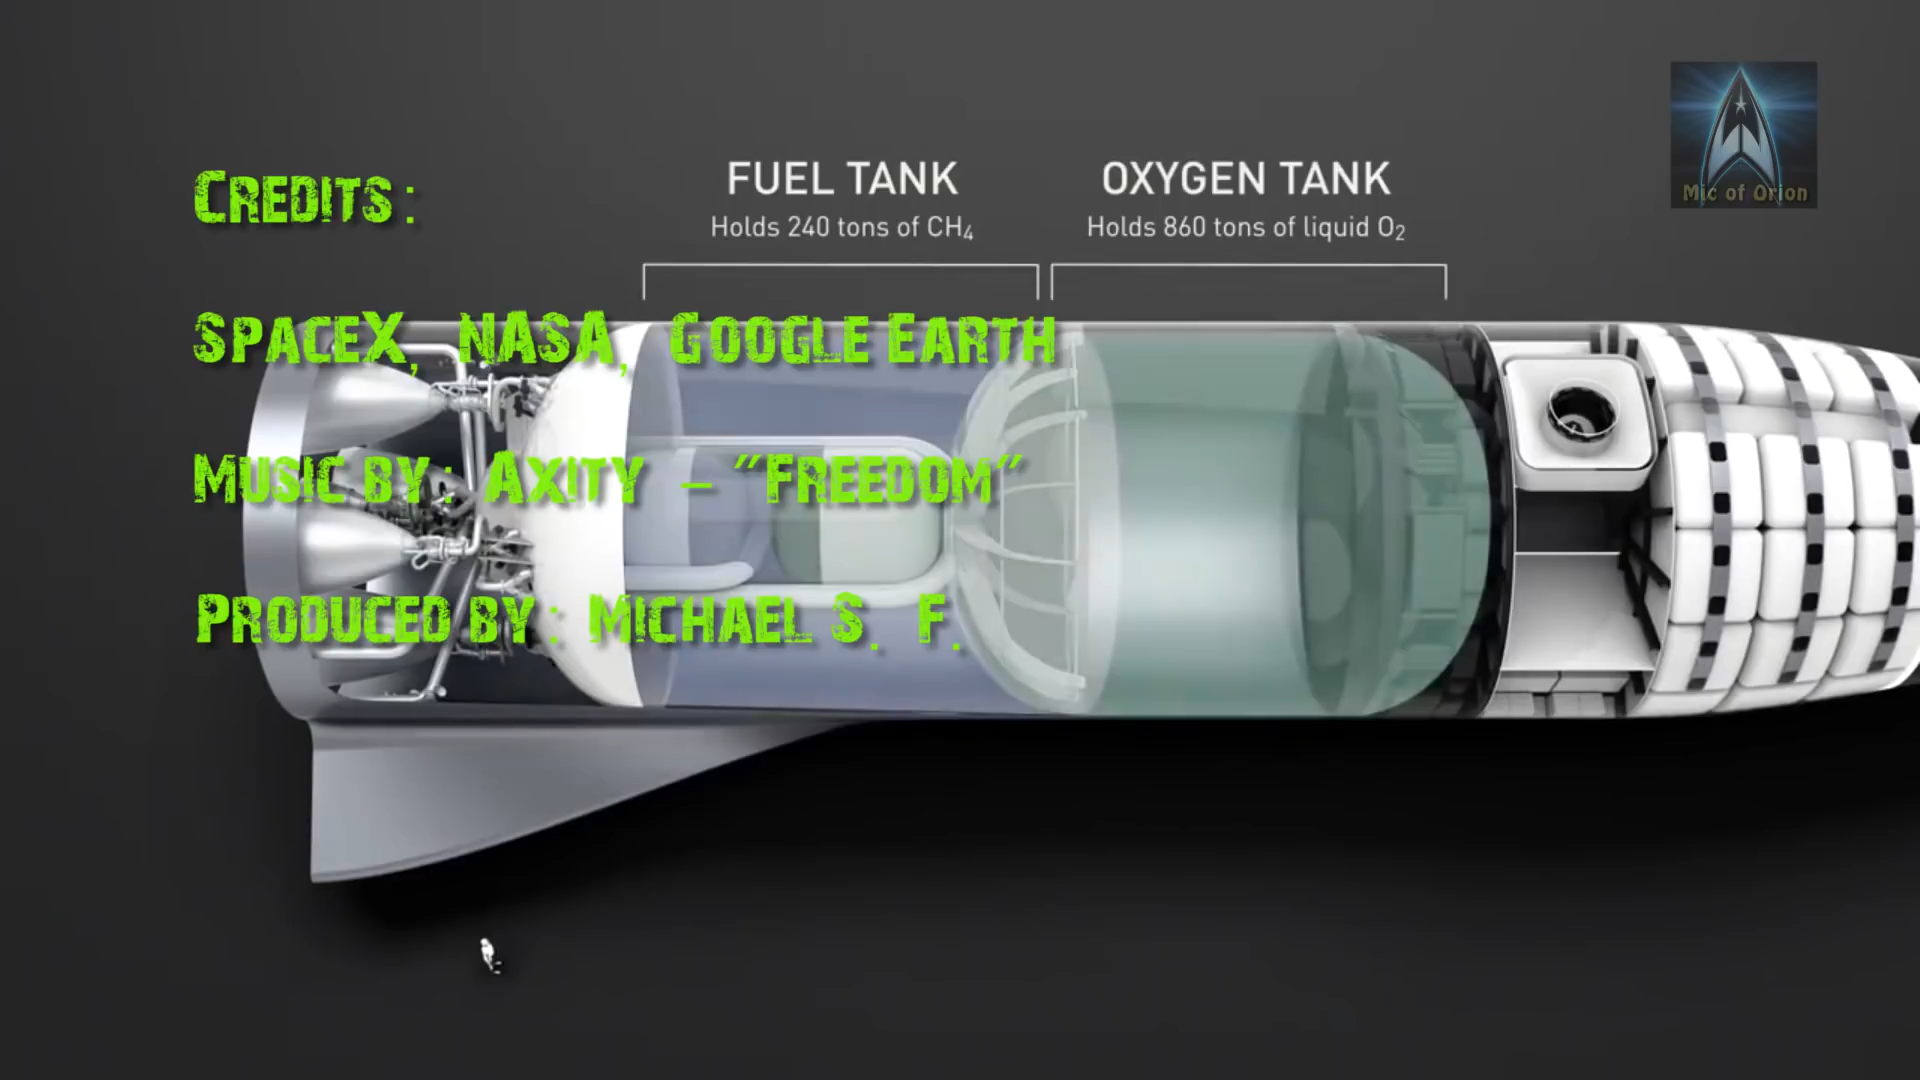 FUEL TANK
Holds 240 tons of CH₄
OXYGEN TANK
Holds 860 tons of liquid O₂
Mic of Orion
Credits:
SpaceX, NASA, Google Earth
Music by: Axity - "Freedom"
Produced by: Michael S. F.